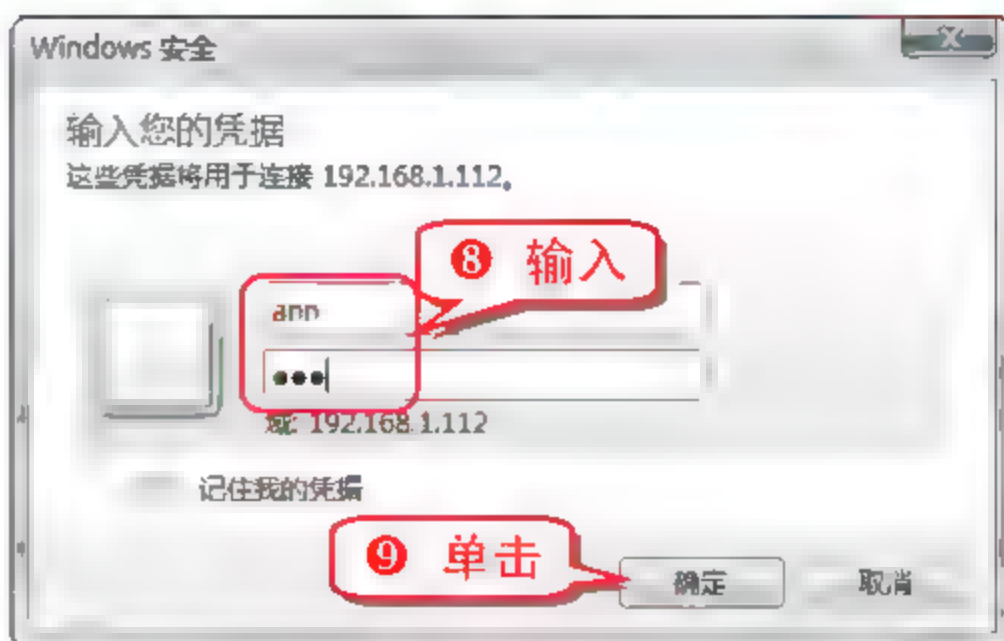 Windows 安全
输入您的凭据
这些凭据将用于连接 192.168.1.112。
❽ 输入
ann
●●●
域: 192.168.1.112
记住我的凭据
❾ 单击
确定
取消